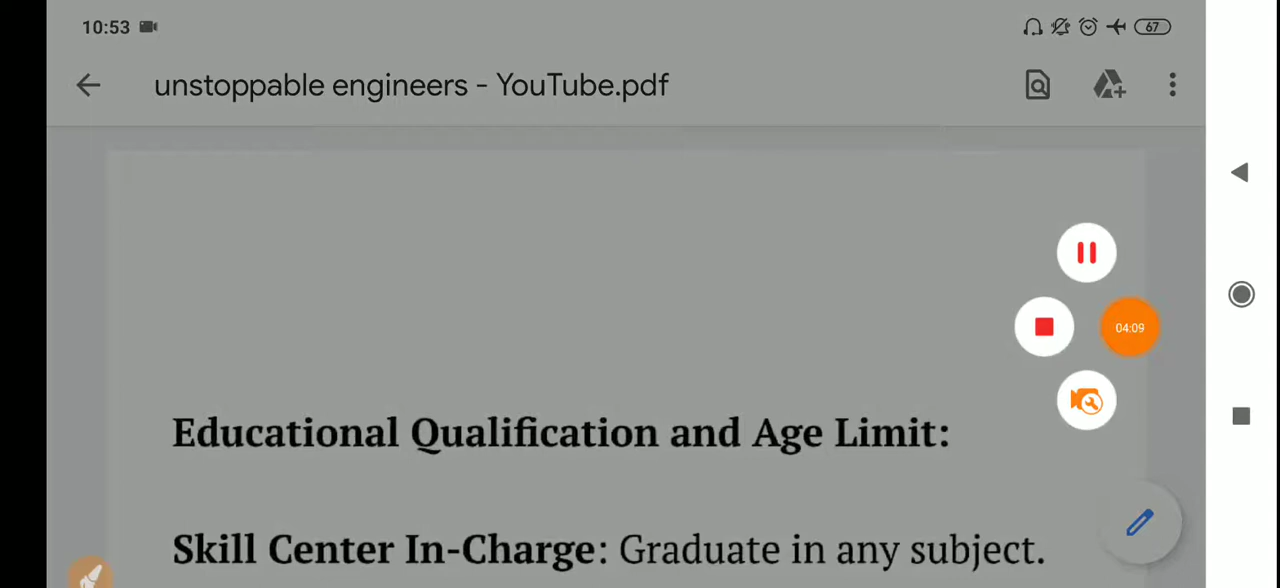 10:53
67
unstoppable engineers - YouTube.pdf
04:09
Educational Qualification and Age Limit:
Skill Center In-Charge: Graduate in any subject.